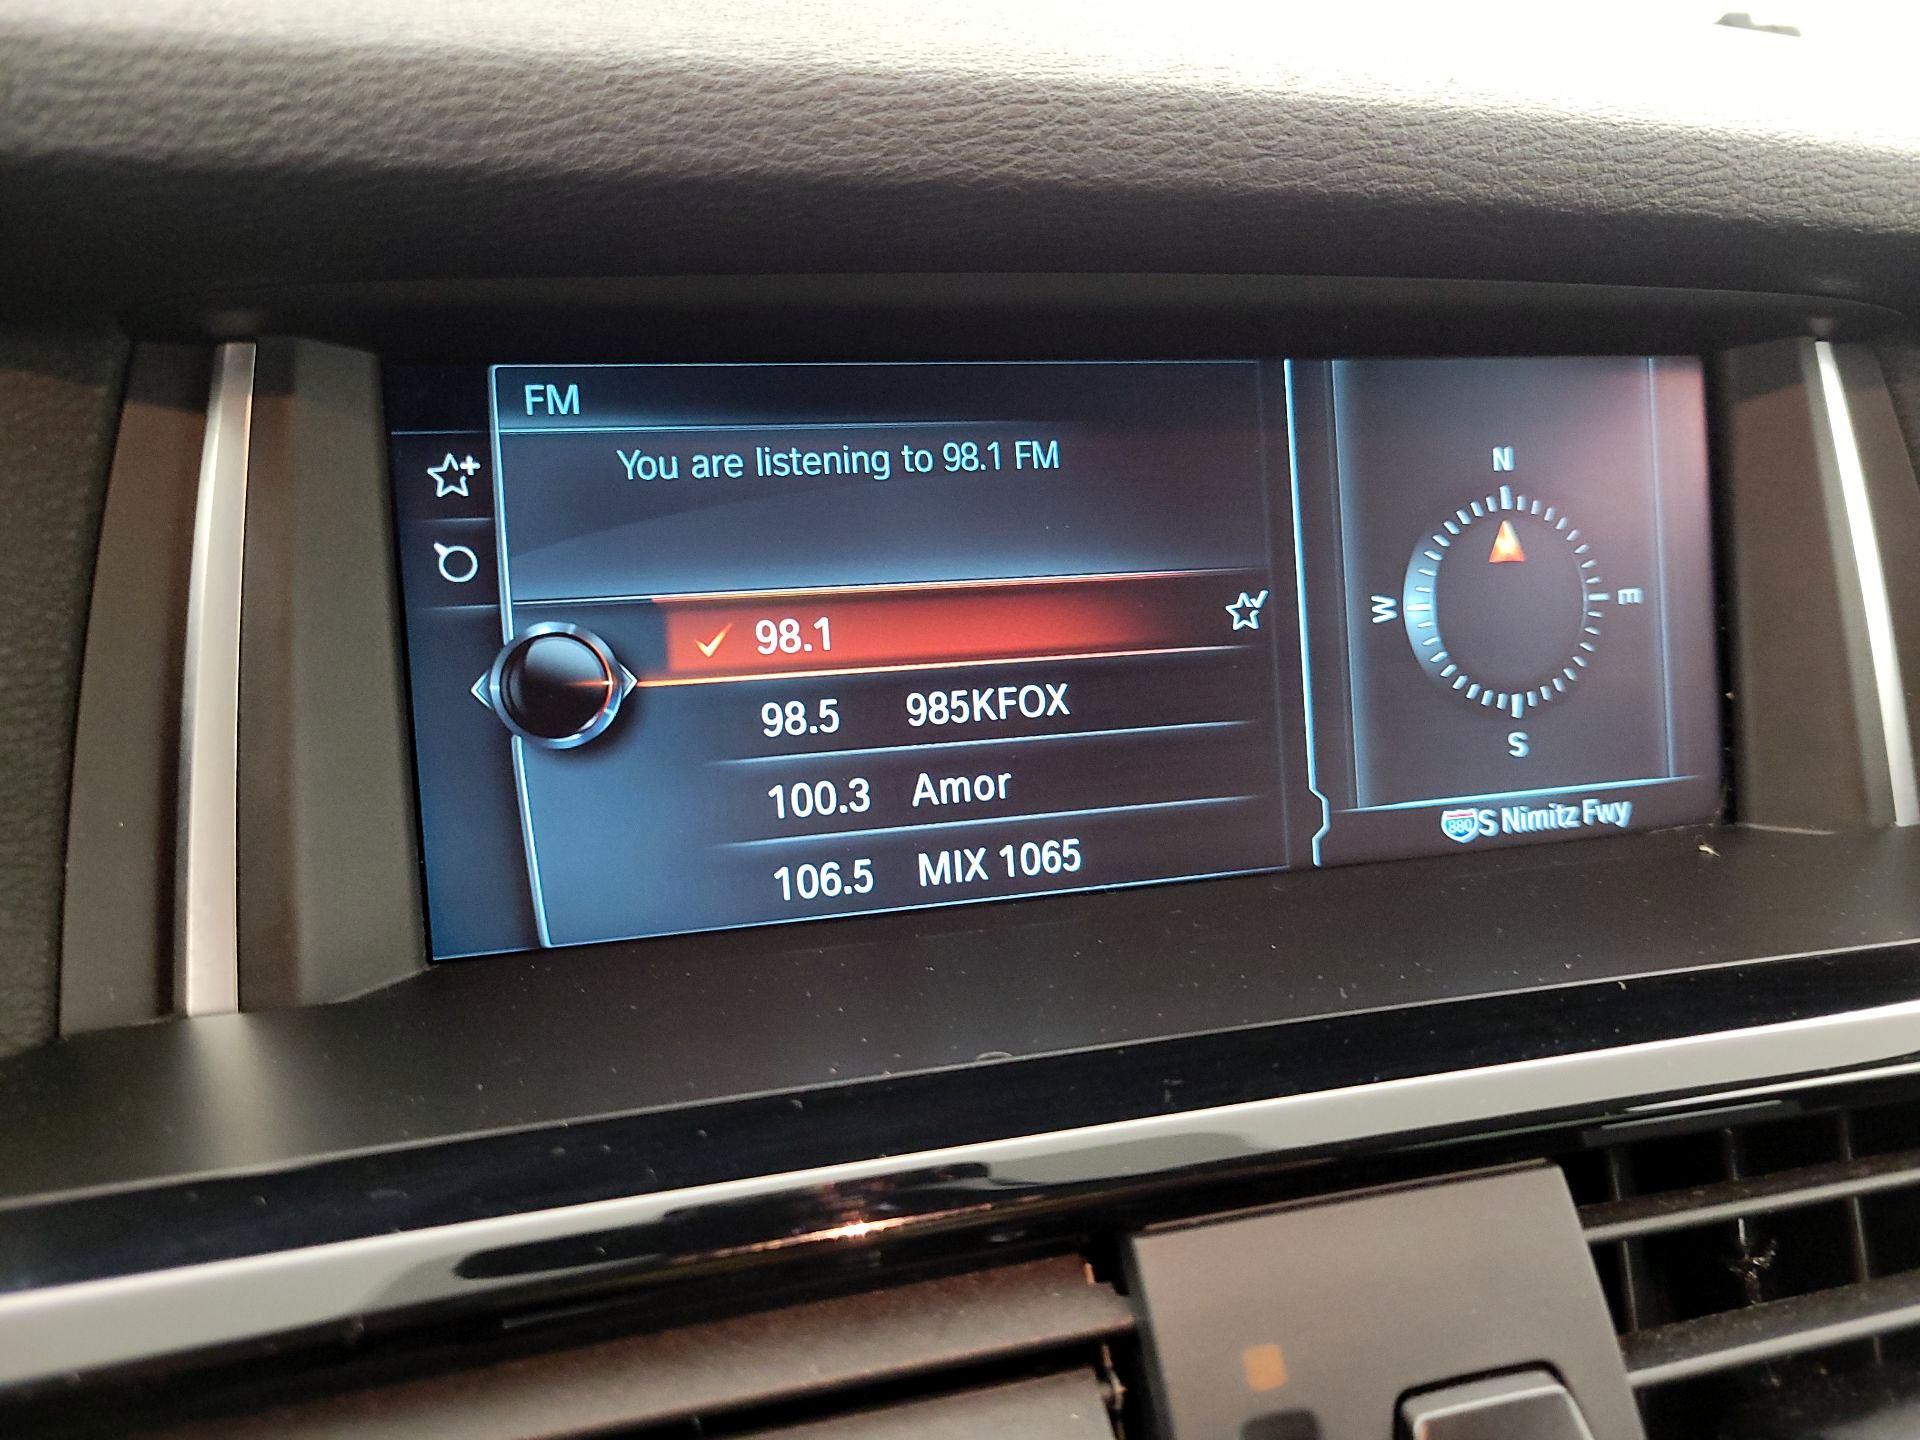 FM
You are listening to 98.1 FM
98.1
98.5 985KFOX
100.3 Amor
106.5 MIX 1065
N
W E
S
880 S Nimitz Fwy